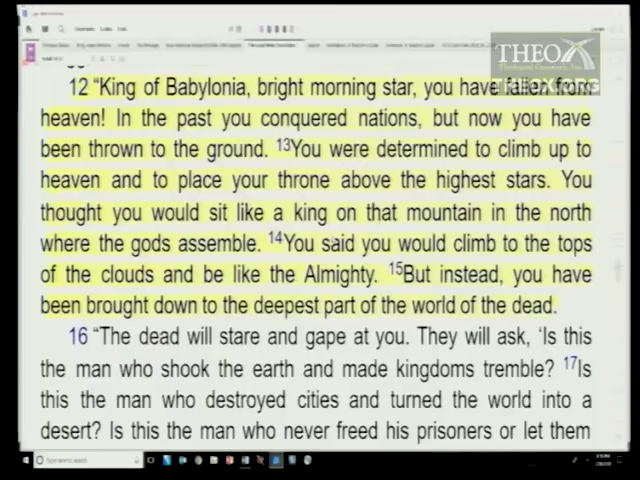 THEOX
THEOX.ORG
12 “King of Babylonia, bright morning star, you have fallen from
heaven! In the past you conquered nations, but now you have
been thrown to the ground. 13You were determined to climb up to
heaven and to place your throne above the highest stars. You
thought you would sit like a king on that mountain in the north
where the gods assemble. 14You said you would climb to the tops
of the clouds and be like the Almighty. 15But instead, you have
been brought down to the deepest part of the world of the dead.
16 “The dead will stare and gape at you. They will ask, ‘Is this
the man who shook the earth and made kingdoms tremble? 17Is
this the man who destroyed cities and turned the world into a
desert? Is this the man who never freed his prisoners or let them